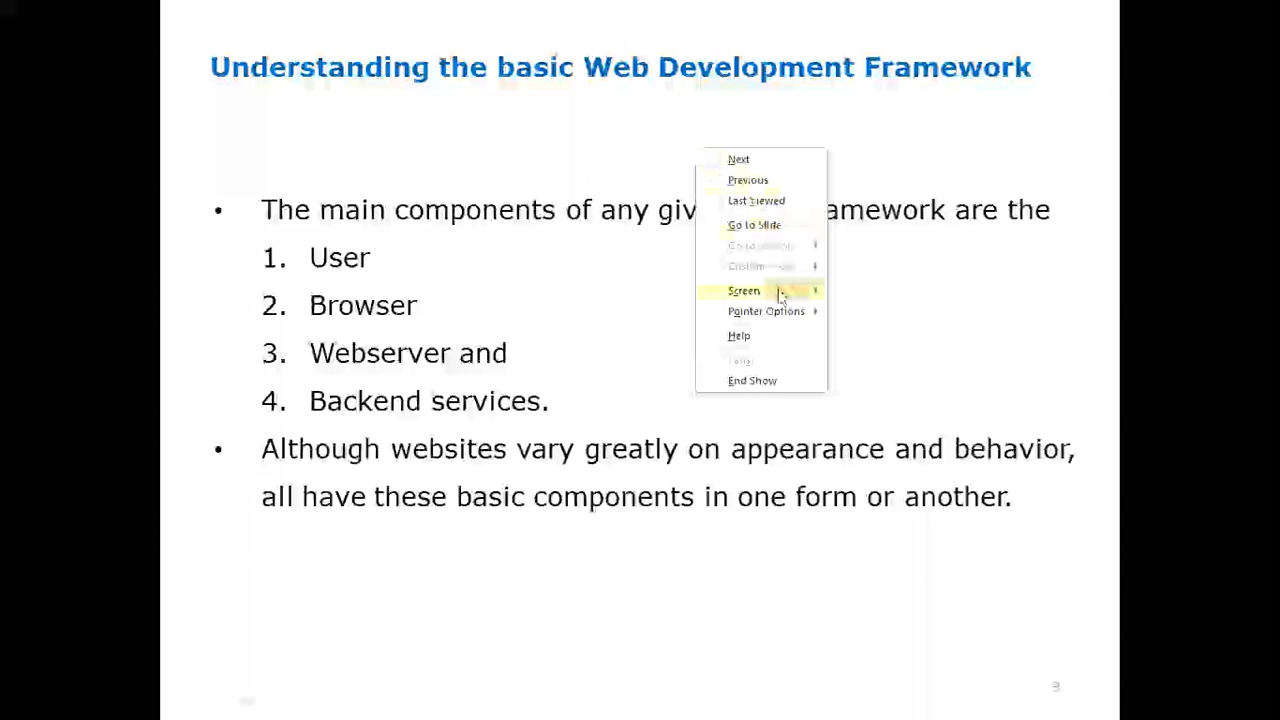 Understanding the basic Web Development Framework
• The main components of any giv amework are the
1. User
2. Browser
3. Webserver and
4. Backend services.
• Although websites vary greatly on appearance and behavior,
all have these basic components in one form or another.
Next
Previous
Last Viewed
Go to Slide
Screen
Pointer Options
Help
End Show
3